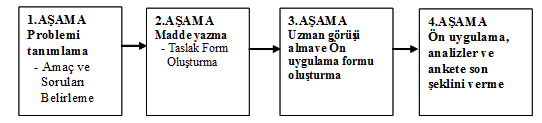 1.AŞAMA
Problemi
tanımlama
- Amaç ve
Soruları
Belirleme
2.AŞAMA
Madde yazma
- Taslak Form
Oluşturma
3.AŞAMA
Uzman görüşü
almave Ön
uygulama formu
oluşturma
4.AŞAMA
Ön uygulama,
analizler ve
ankete son
şeklini verme